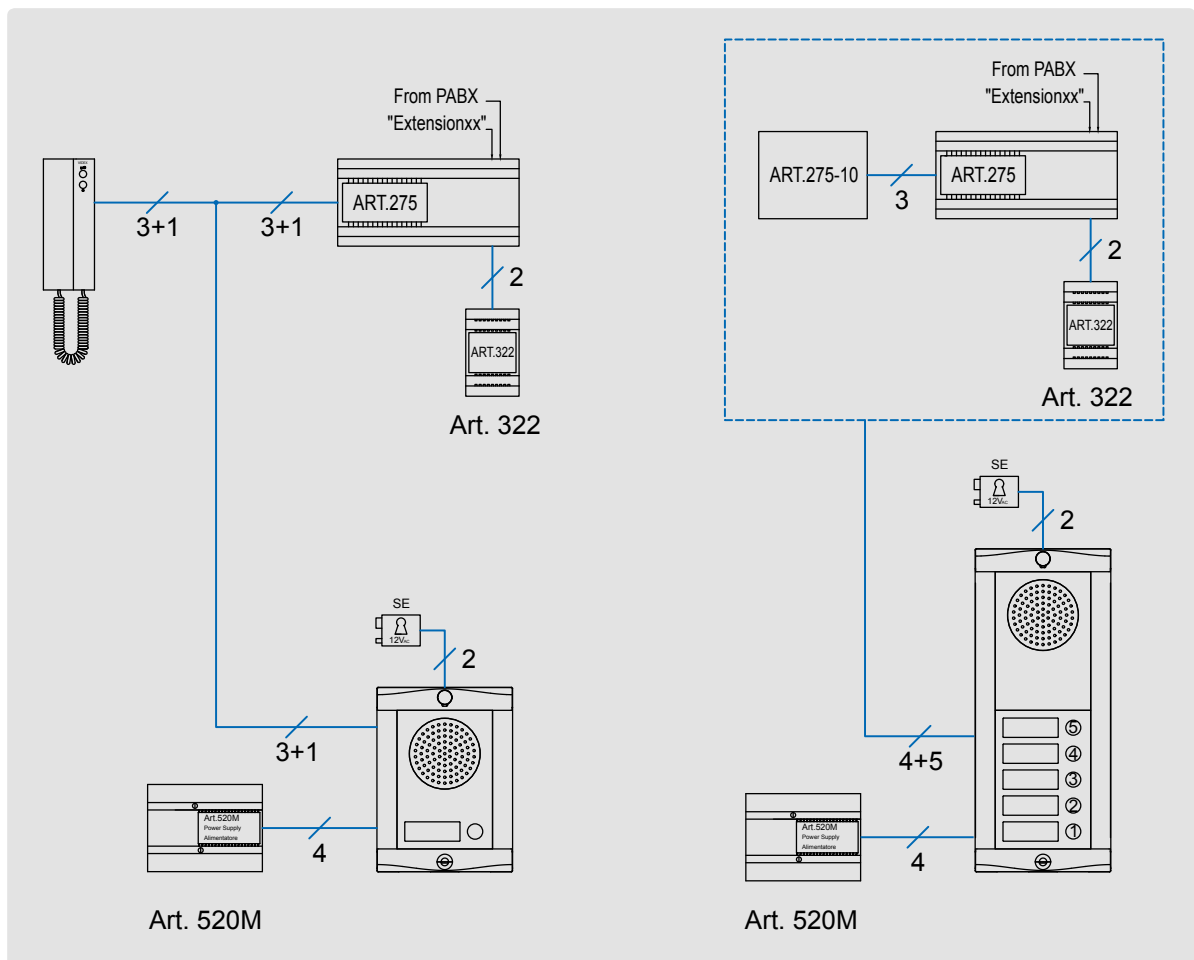 From PABX
"Extensionxx"
ART.275
3+1
3+1
2
ART.322
Art. 322
SE
12VAC
2
3+1
Art.520M
Power Supply
Alimentatore
4
Art. 520M
From PABX
"Extensionxx"
ART.275-10
3
ART.275
2
ART.322
Art. 322
SE
12VAC
2
4+5
5
4
3
2
1
Art.520M
Power Supply
Alimentatore
4
Art. 520M